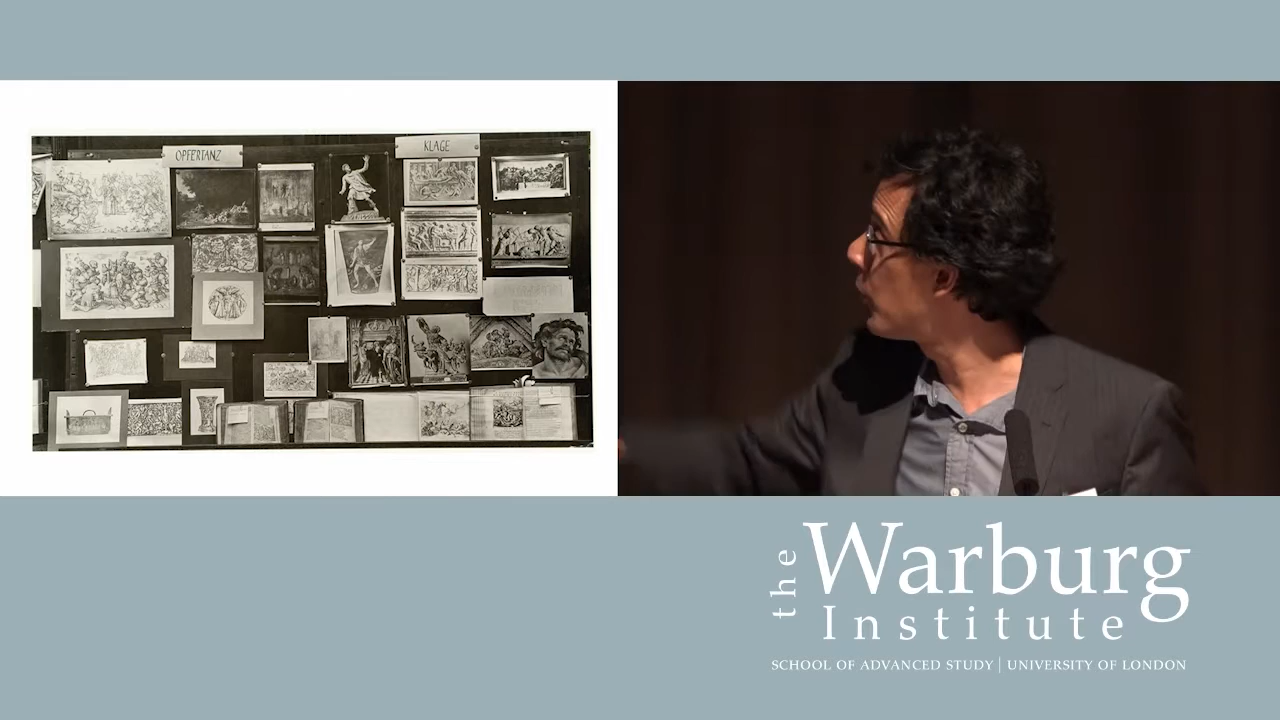 OPFERTANZ
KLAGE
the
Warburg
Institute
SCHOOL OF ADVANCED STUDY | UNIVERSITY OF LONDON